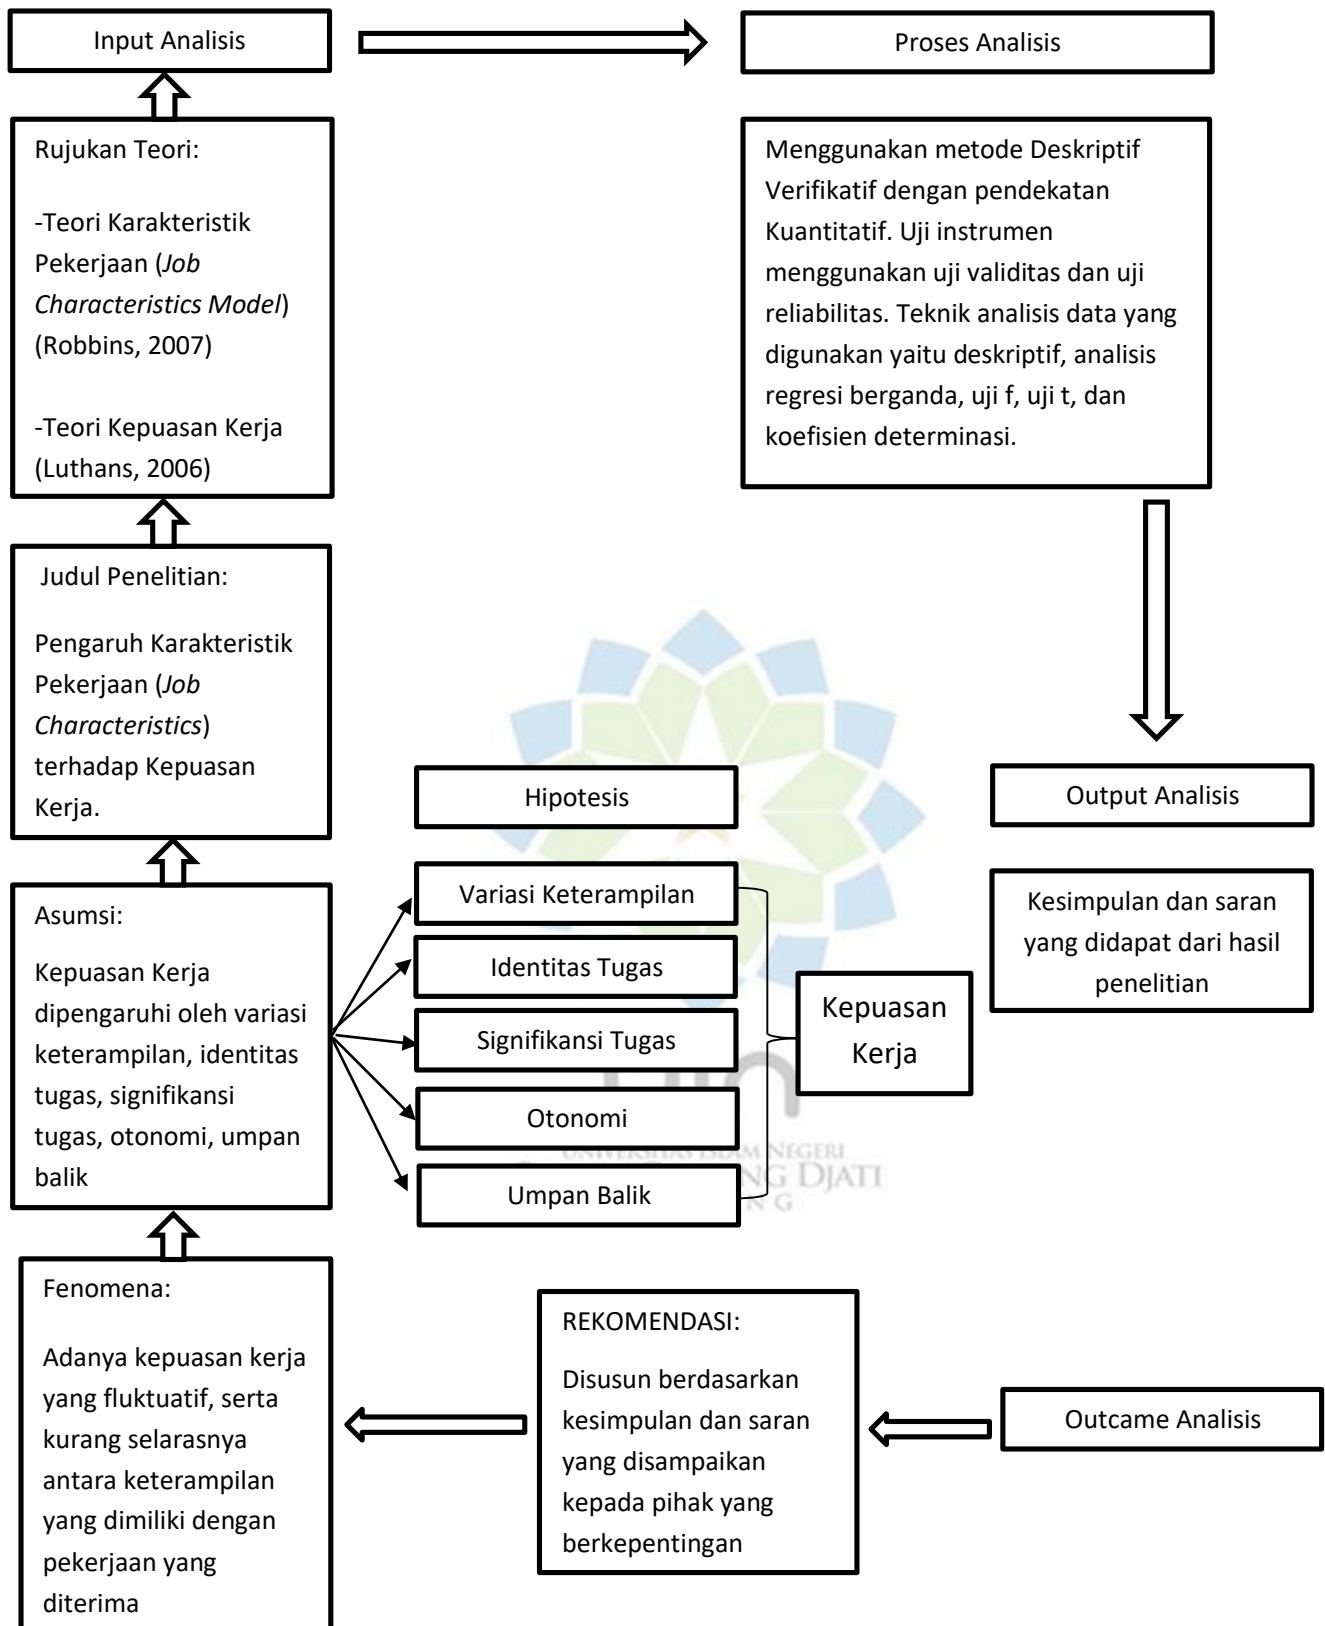 Input Analisis
Proses Analisis
Rujukan Teori:
-Teori Karakteristik
Pekerjaan (Job
Characteristics Model)
(Robbins, 2007)
-Teori Kepuasan Kerja
(Luthans, 2006)
Menggunakan metode Deskriptif
Verifikatif dengan pendekatan
Kuantitatif. Uji instrumen
menggunakan uji validitas dan uji
reliabilitas. Teknik analisis data yang
digunakan yaitu deskriptif, analisis
regresi berganda, uji f, uji t, dan
koefisien determinasi.
Judul Penelitian:
Pengaruh Karakteristik
Pekerjaan (Job
Characteristics)
terhadap Kepuasan
Kerja.
Hipotesis
Output Analisis
Asumsi:
Kepuasan Kerja
dipengaruhi oleh variasi
keterampilan, identitas
tugas, signifikansi
tugas, otonomi, umpan
balik
Variasi Keterampilan
Identitas Tugas
Signifikansi Tugas
Otonomi
Umpan Balik
Kepuasan
Kerja
Kesimpulan dan saran
yang didapat dari hasil
penelitian
UNIVERSITAS ISLAM NEGERI
DJATI
Fenomena:
Adanya kepuasan kerja
yang fluktuatif, serta
kurang selarasnya
antara keterampilan
yang dimiliki dengan
pekerjaan yang
diterima
REKOMENDASI:
Disusun berdasarkan
kesimpulan dan saran
yang disampaikan
kepada pihak yang
berkepentingan
Outcame Analisis